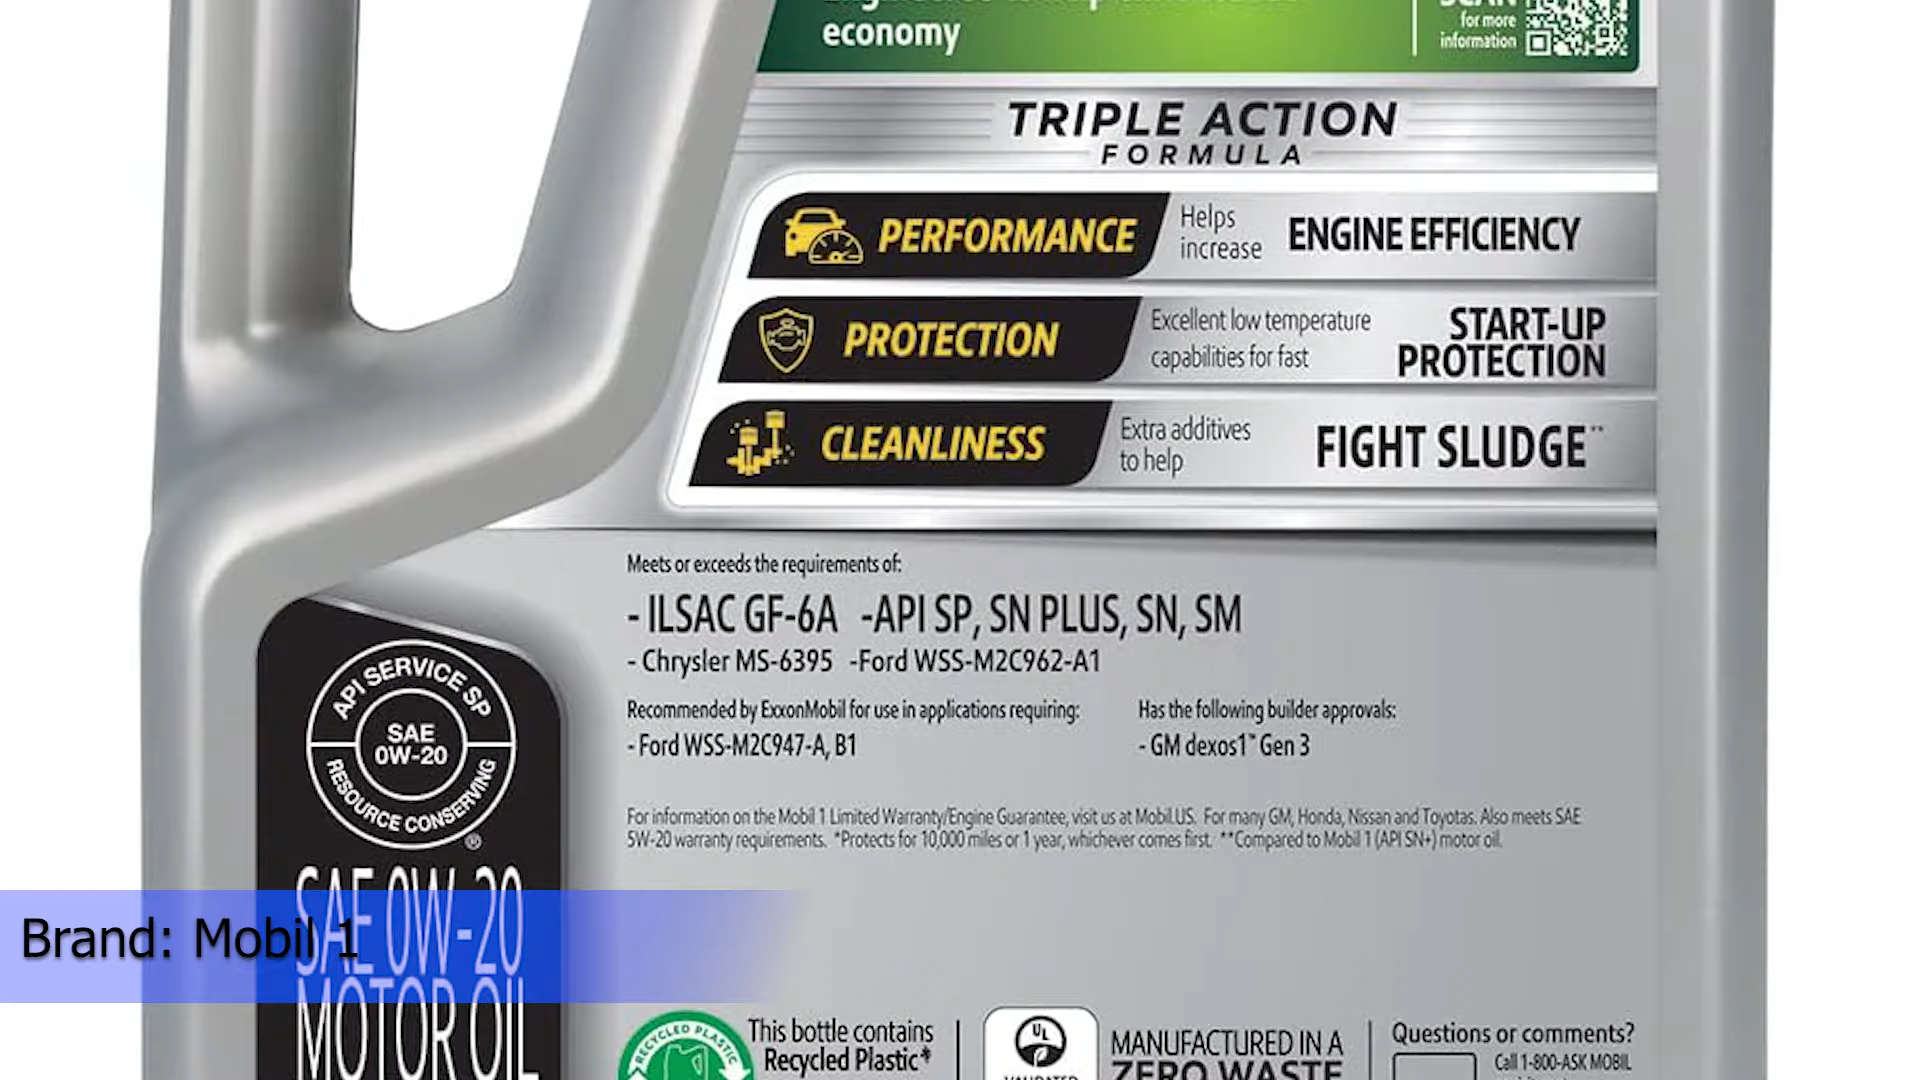 economy
for more
information
TRIPLE ACTION
FORMULA
PERFORMANCE
Helps
increase
ENGINE EFFICIENCY
PROTECTION
Excellent low temperature
capabilities for fast
START-UP
PROTECTION
CLEANLINESS
Extra additives
to help
FIGHT SLUDGE**
Meets or exceeds the requirements of:
- ILSAC GF-6A -API SP, SN PLUS, SN, SM
- Chrysler MS-6395 -Ford WSS-M2C962-A1
Recommended by ExxonMobil for use in applications requiring:
- Ford WSS-M2C947-A, B1
Has the following builder approvals:
- GM dexos1™ Gen 3
For information on the Mobil 1 Limited Warranty/Engine Guarantee, visit us at Mobil.US. For many GM, Honda, Nissan and Toyotas. Also meets SAE
5W-20 warranty requirements. *Protects for 10,000 miles or 1 year, whichever comes first. **Compared to Mobil 1 (API SN+) motor oil.
API SERVICE SP
SAE
0W-20
RESOURCE CONSERVING
®
SAE 0W-20
MOTOR OIL
Brand: Mobil 1
RECYCLED PLASTIC
This bottle contains
Recycled Plastic*
UL
VALIDATED
MANUFACTURED IN A
ZERO WASTE
Questions or comments?
Call 1-800-ASK MOBIL